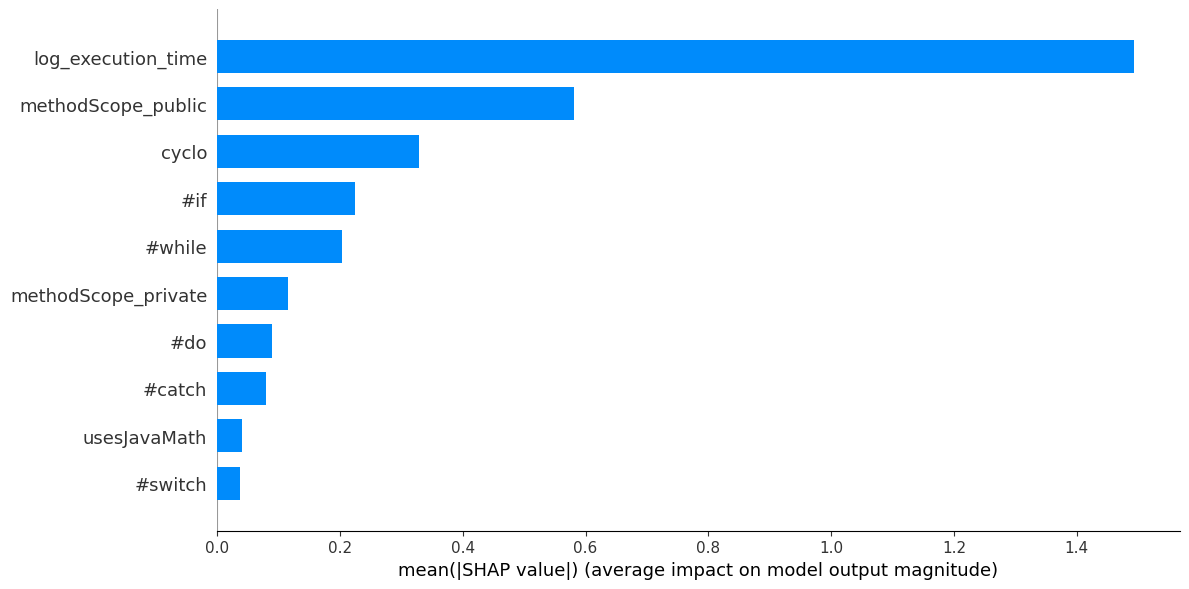 log_execution_time
methodScope_public
cyclo
#if
#while
methodScope_private
#do
#catch
usesJavaMath
#switch
0.0 0.2 0.4 0.6 0.8 1.0 1.2 1.4
mean(|SHAP value|) (average impact on model output magnitude)